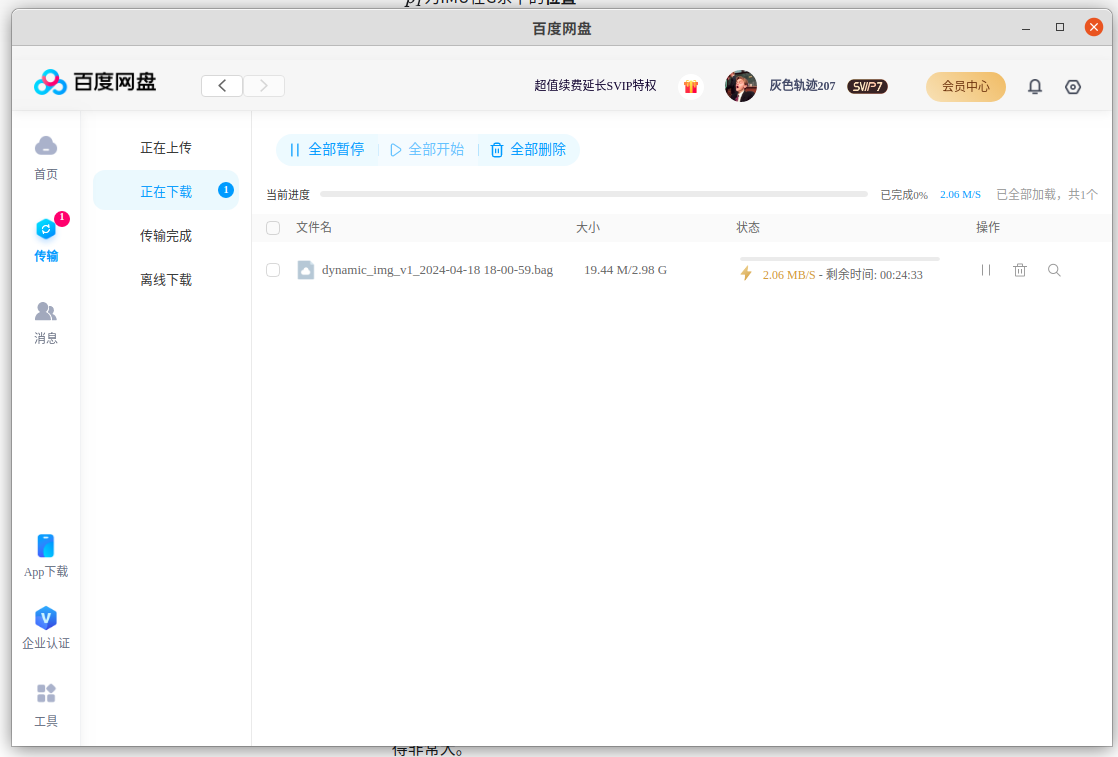 百度网盘
百度网盘
超值续费延长SVIP特权
灰色轨迹207
SVIP7
会员中心
首页
1
传输
消息
App下载
V
企业认证
工具
正在上传
正在下载 1
传输完成
离线下载
全部暂停 全部开始 全部删除
当前进度 已完成0% 2.06 M/S 已全部加载，共1个
文件名 大小 状态 操作
dynamic_img_v1_2024-04-18 18-00-59.bag 19.44 M/2.98 G 2.06 MB/S - 剩余时间: 00:24:33
得非常大。